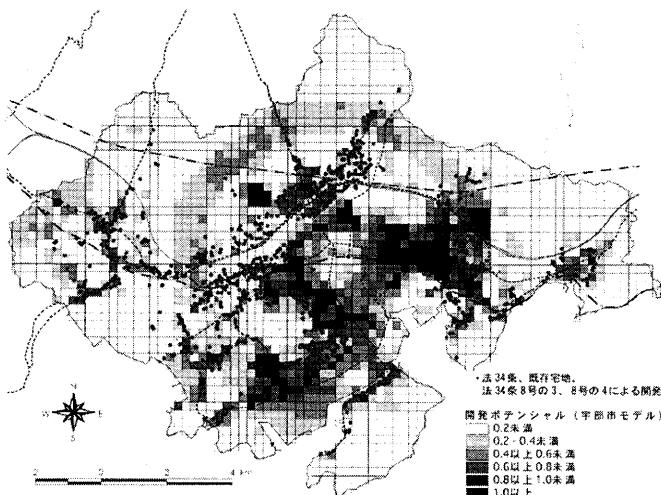 ・法34条、既存宅地、
法34条8号の3、8号の4による開発
開発ポテンシャル（宇部市モデル）
0.2未満
0.2-0.4未満
0.4以上0.6未満
0.6以上0.8未満
0.8以上1.0未満
1.0以上
N
W E
S
4 km